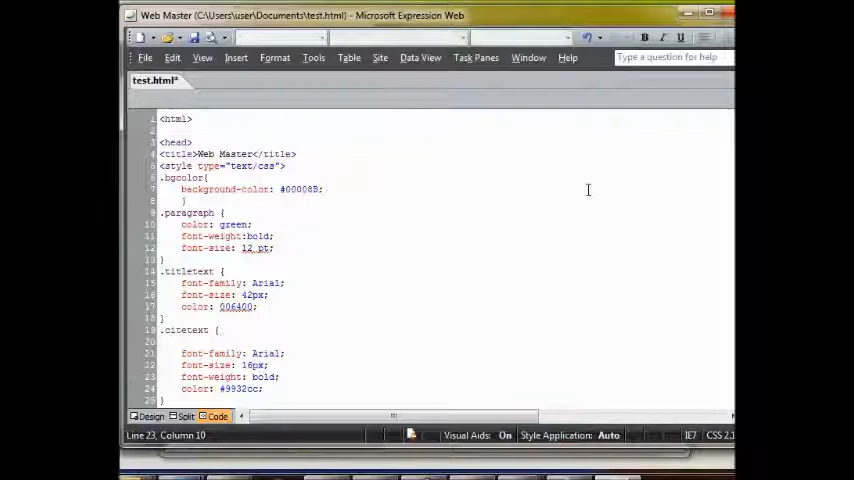 Web Master (C:\Users\user\Documents\test.html) - Microsoft Expression Web
B I U
File Edit View Insert Format Tools Table Site Data View Task Panes Window Help Type a question for help
test.html*
1 <html>
2
3 <head>
4 <title>Web Master</title>
5 <style type="text/css">
6 .bgcolor{
7 background-color: #00008B;
8 }
9 .paragraph {
10 color: green;
11 font-weight:bold;
12 font-size: 12 pt;
13 }
14 .titletext {
15 font-family: Arial;
16 font-size: 42px;
17 color: 006400;
18 }
19 .citetext {
20
21 font-family: Arial;
22 font-size: 16px;
23 font-weight: bold;
24 color: #9932cc;
25 }
Design Split Code
Line 23, Column 10 Visual Aids: On Style Application: Auto IE7 CSS 2.1